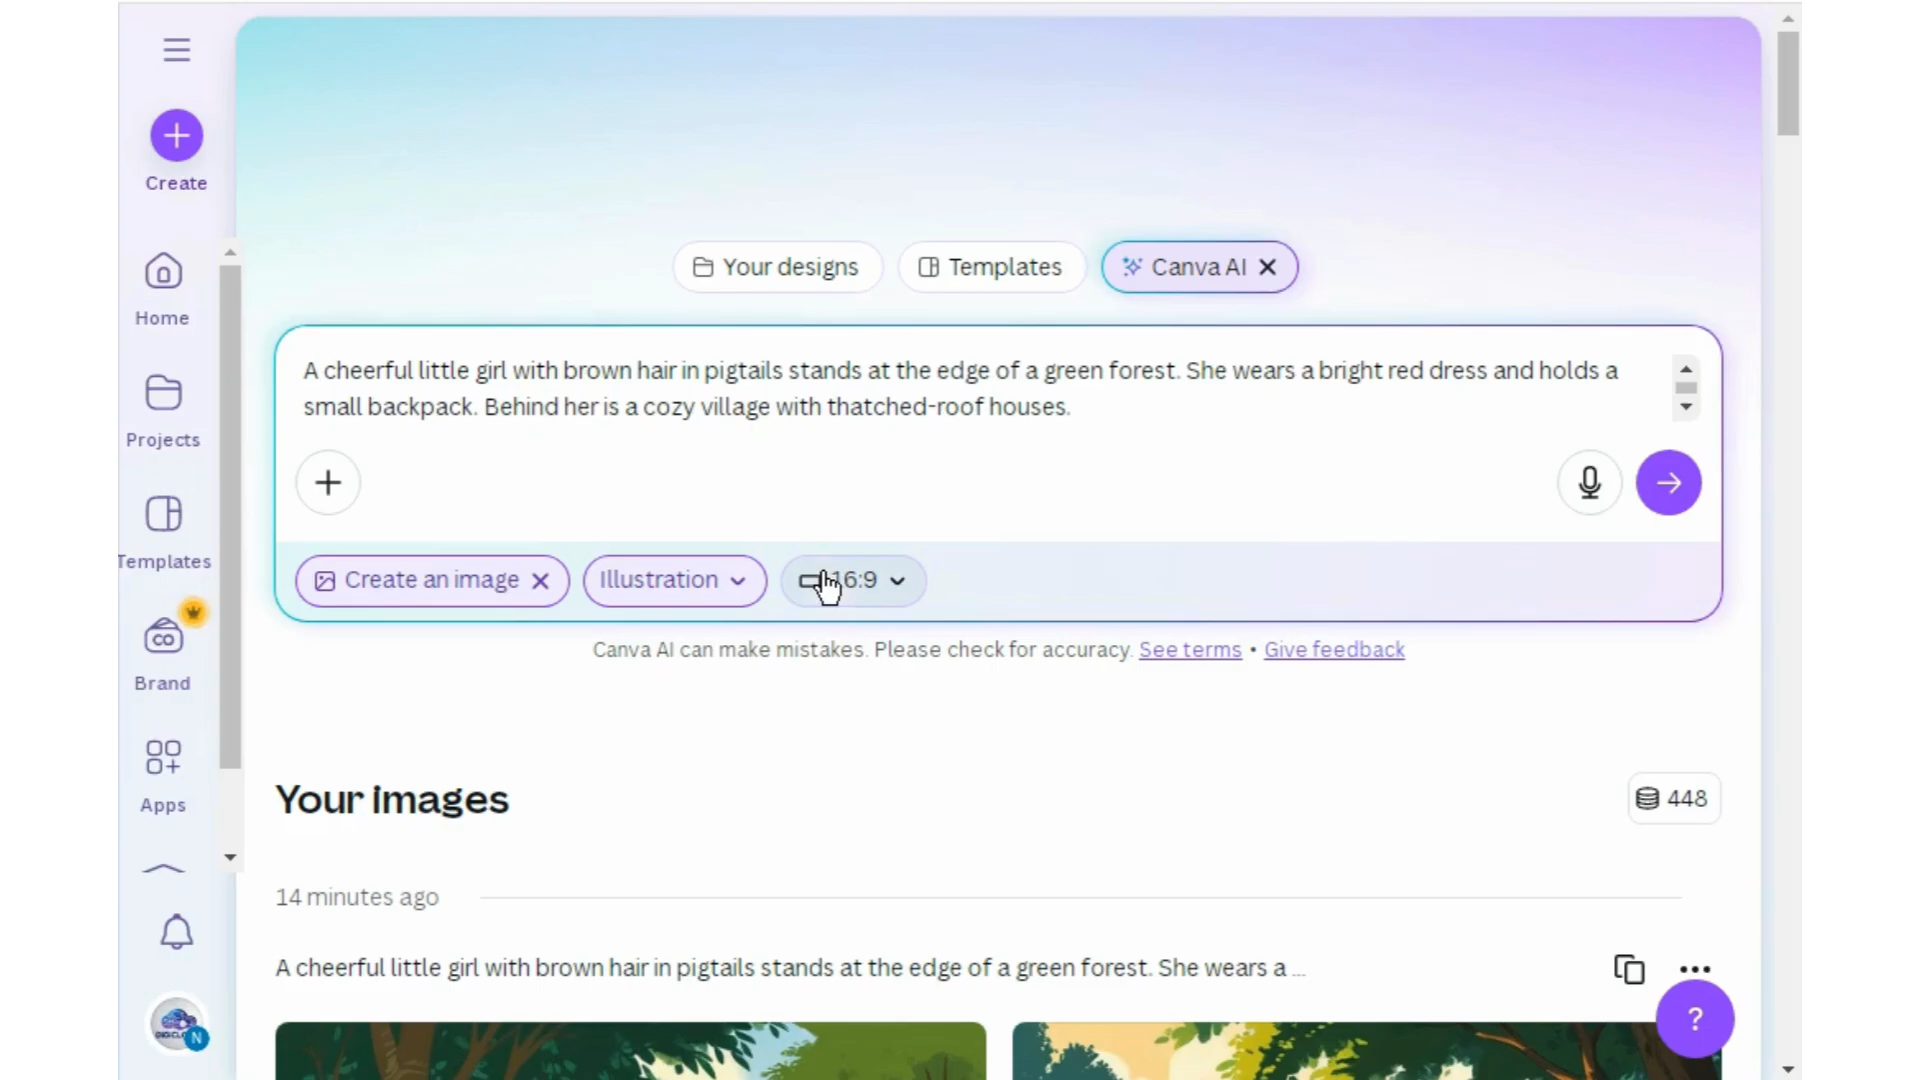 Create
Home
Projects
Templates
CO
Brand
Apps
N
Your designs
Templates
Canva AI
A cheerful little girl with brown hair in pigtails stands at the edge of a green forest. She wears a bright red dress and holds a
small backpack. Behind her is a cozy village with thatched-roof houses.
Create an image
Illustration
16:9
Canva AI can make mistakes. Please check for accuracy. See terms • Give feedback
Your images
448
14 minutes ago
A cheerful little girl with brown hair in pigtails stands at the edge of a green forest. She wears a ...
?